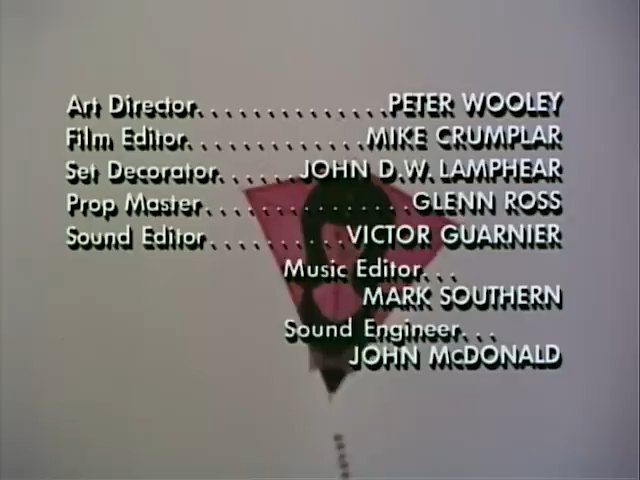 Art Director..............PETER WOOLEY
Film Editor.............MIKE CRUMPLAR
Set Decorator......JOHN D.W. LAMPHEAR
Prop Master...............GLENN ROSS
Sound Editor..........VICTOR GUARNIER
Music Editor...
MARK SOUTHERN
Sound Engineer...
JOHN McDONALD